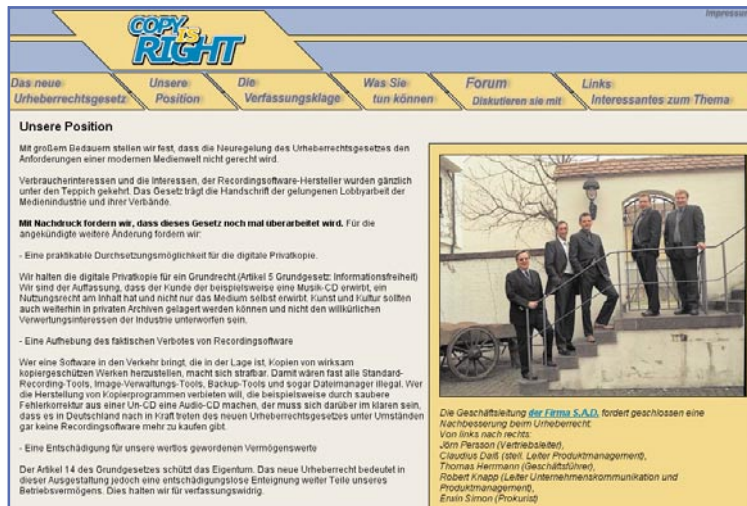 COPY IS RIGHT
Impressum
Das neue Urheberrechtsgesetz
Unsere Position
Die Verfassungsklage
Was Sie tun können
Forum Diskutieren sie mit
Links Interessantes zum Thema
Unsere Position
Mit großem Bedauern stellen wir fest, dass die Neuregelung des Urheberrechtsgesetzes den
Anforderungen einer modernen Medienwelt nicht gerecht wird.
Verbraucherinteressen und die Interessen, der Recordingsoftware-Hersteller wurden gänzlich
unter den Teppich gekehrt. Das Gesetz trägt die Handschrift der gelungenen Lobbyarbeit der
Medienindustrie und ihrer Verbände.
Mit Nachdruck fordern wir, dass dieses Gesetz noch mal überarbeitet wird. Für die
angekündigte weitere Änderung fordern wir:
- Eine praktikable Durchsetzungsmöglichkeit für die digitale Privatkopie.
Wir halten die digitale Privatkopie für ein Grundrecht (Artikel 5 Grundgesetz: Informationsfreiheit)
Wir sind der Auffassung, dass der Kunde der beispielsweise eine Musik-CD erwirbt, ein
Nutzungsrecht am Inhalt hat und nicht nur das Medium selbst erwirbt. Kunst und Kultur sollten
auch weiterhin in privaten Archiven gelagert werden können und nicht den willkürlichen
Verwertungsinteressen der Industrie unterworfen sein.
- Eine Aufhebung des faktischen Verbotes von Recordingsoftware
Wer eine Software in den Verkehr bringt, die in der Lage ist, Kopien von wirksam
kopiergeschützen Werken herzustellen, macht sich strafbar. Damit wären fast alle Standard-
Recording-Tools, Image-Verwaltungs-Tools, Backup-Tools und sogar Dateimanager illegal. Wer
die Herstellung von Kopierprogrammen verbieten will, die beispielsweise durch saubere
Fehlerkorrektur aus einer Un-CD eine Audio-CD machen, der muss sich darüber im klaren sein,
dass es in Deutschland nach in Kraft treten des neuen Urheberrechtsgesetzes unter Umständen
gar keine Recordingsoftware mehr zu kaufen gibt.
- Eine Entschädigung für unsere wertlos gewordenen Vermögenswerte
Der Artikel 14 des Grundgesetzes schützt das Eigentum. Das neue Urheberrecht bedeutet in
dieser Ausgestaltung jedoch eine entschädigungslose Enteignung weiter Teile unseres
Betriebsvermögens. Dies halten wir für verfassungswidrig.
Die Geschäftsleitung der Firma S.A.D. fordert geschlossen eine
Nachbesserung beim Urheberrecht:
Von links nach rechts:
Jörn Persson (Vertriebsleiter),
Claudius Daiß (stell. Leiter Produktmanagement),
Thomas Herrmann (Geschäftsführer),
Robert Knapp (Leiter Unternehmenskommunikation und
Produktmanagement),
Erwin Simon (Prokurist)